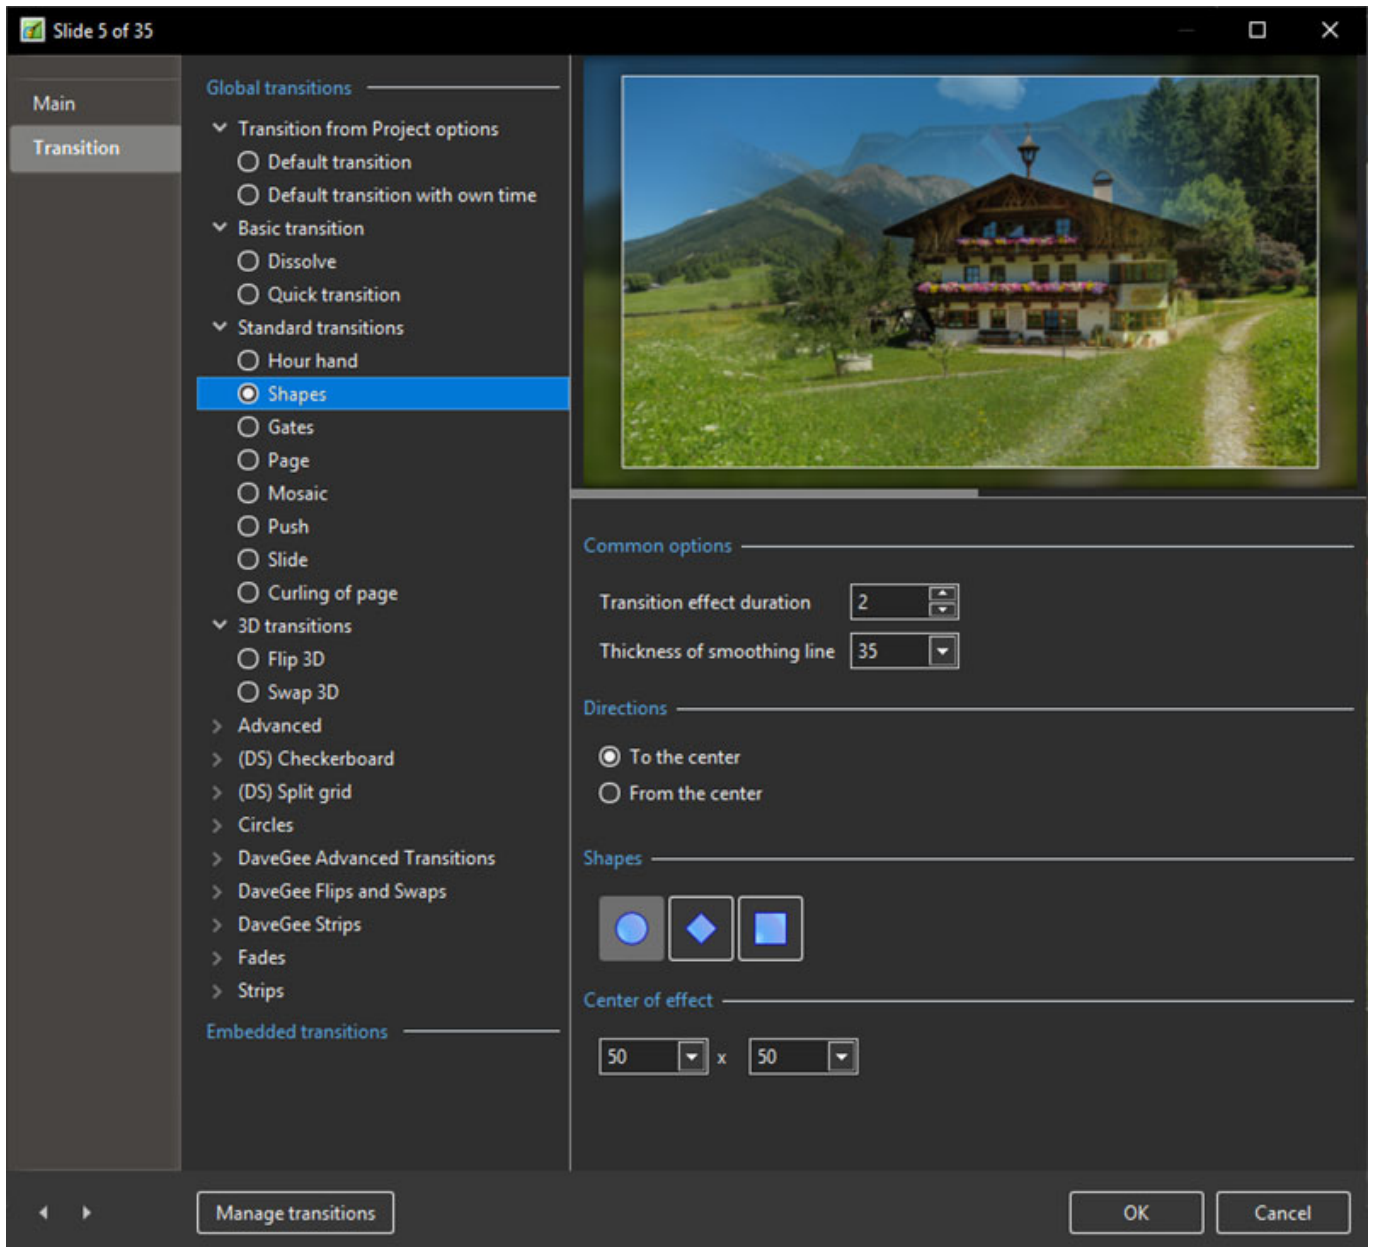 Slide 5 of 35
Main
Transition
Global transitions
Transition from Project options
Default transition
Default transition with own time
Basic transition
Dissolve
Quick transition
Standard transitions
Hour hand
Shapes
Gates
Page
Mosaic
Push
Slide
Curling of page
3D transitions
Flip 3D
Swap 3D
Advanced
(DS) Checkerboard
(DS) Split grid
Circles
DaveGee Advanced Transitions
DaveGee Flips and Swaps
DaveGee Strips
Fades
Strips
Embedded transitions
Common options
Transition effect duration 2
Thickness of smoothing line 35
Directions
To the center
From the center
Shapes
Center of effect
50 x 50
Manage transitions
OK
Cancel